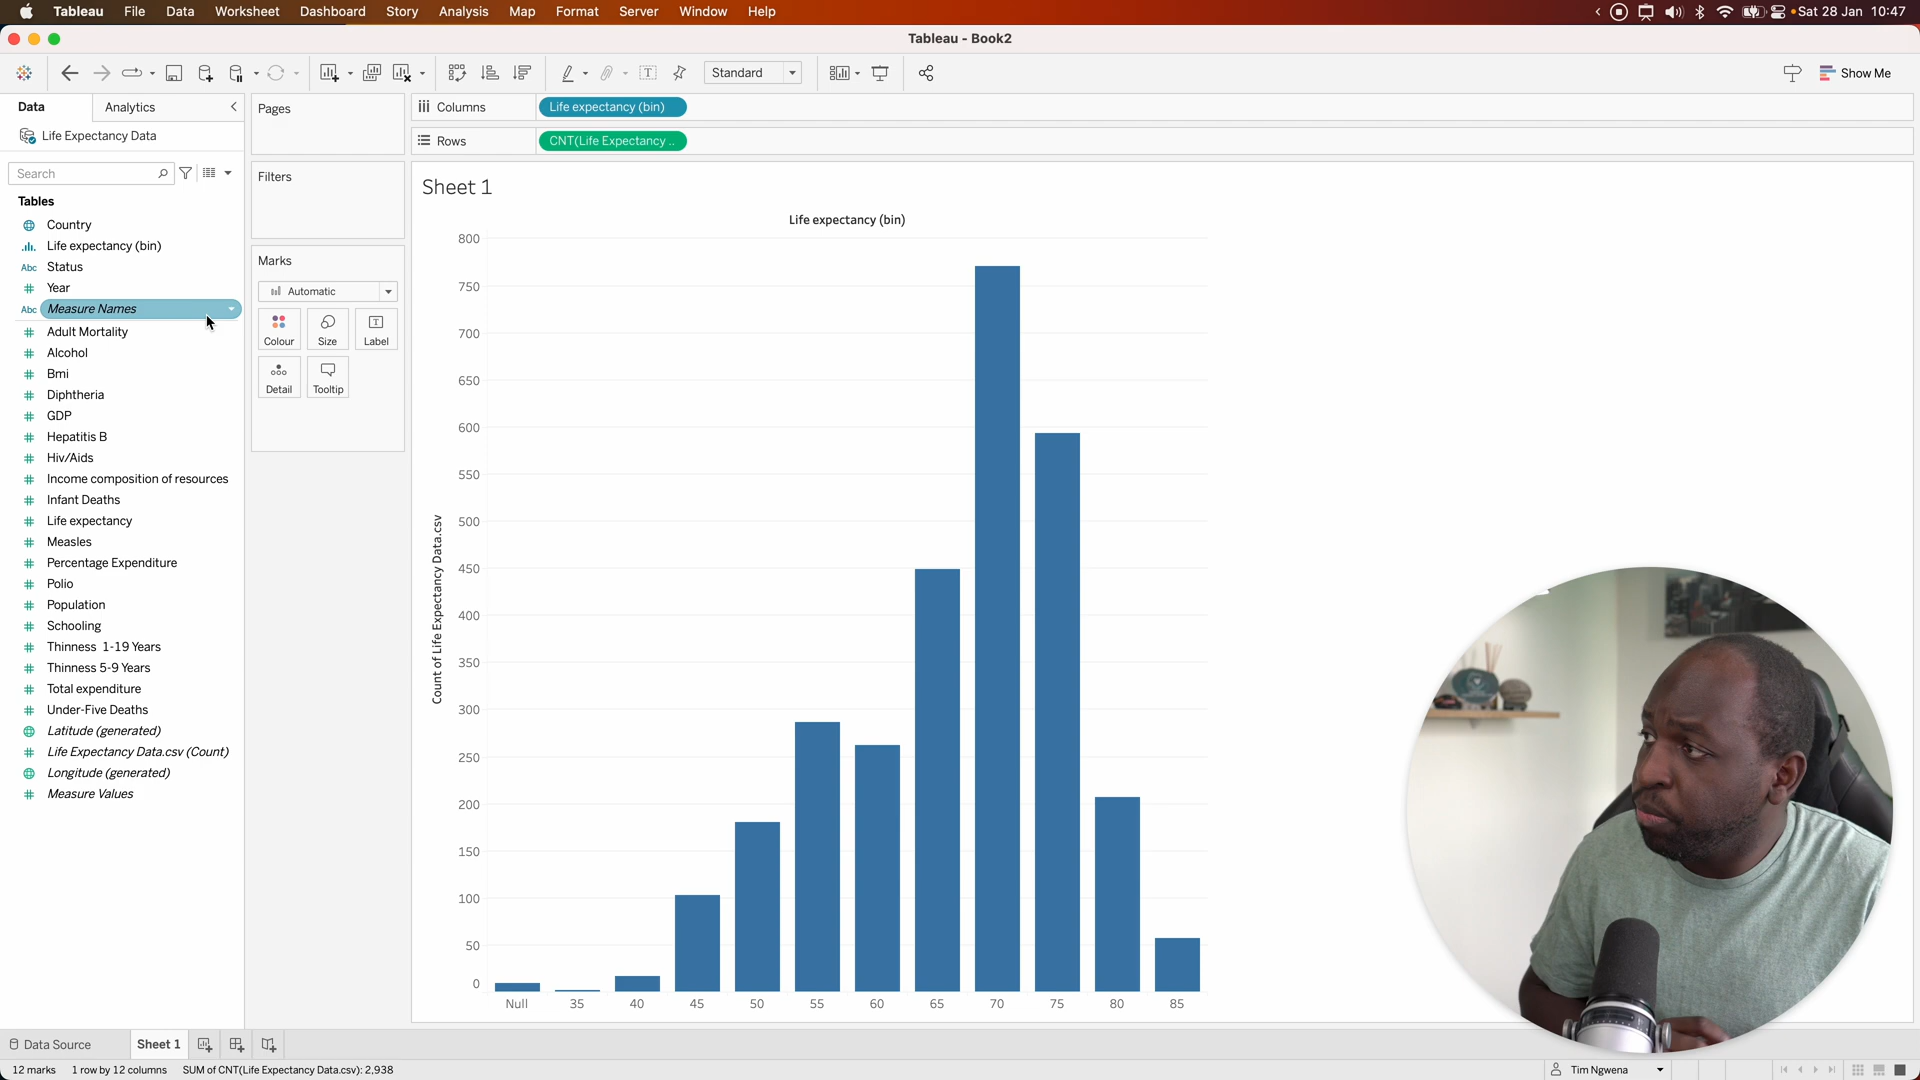 Tableau File Data Worksheet Dashboard Story Analysis Map Format Server Window Help Sat 28 Jan 10:47
Tableau - Book2
Standard Show Me
Data Analytics
Life Expectancy Data
Search
Tables
Country
Life expectancy (bin)
Abc Status
Year
Abc Measure Names
Adult Mortality
Alcohol
Bmi
Diphtheria
GDP
Hepatitis B
Hiv/Aids
Income composition of resources
Infant Deaths
Life expectancy
Measles
Percentage Expenditure
Polio
Population
Schooling
Thinness 1-19 Years
Thinness 5-9 Years
Total expenditure
Under-Five Deaths
Latitude (generated)
Life Expectancy Data.csv (Count)
Longitude (generated)
Measure Values
Pages
Filters
Marks
Automatic
Colour Size Label
Detail Tooltip
Columns Life expectancy (bin)
Rows CNT(Life Expectancy ..
Sheet 1
Life expectancy (bin)
800
750
700
650
600
550
500
450
400
350
300
250
200
150
100
50
0
Count of Life Expectancy Data.csv
Null 35 40 45 50 55 60 65 70 75 80 85
Data Source Sheet 1
12 marks 1 row by 12 columns SUM of CNT(Life Expectancy Data.csv): 2,938 Tim Ngwena